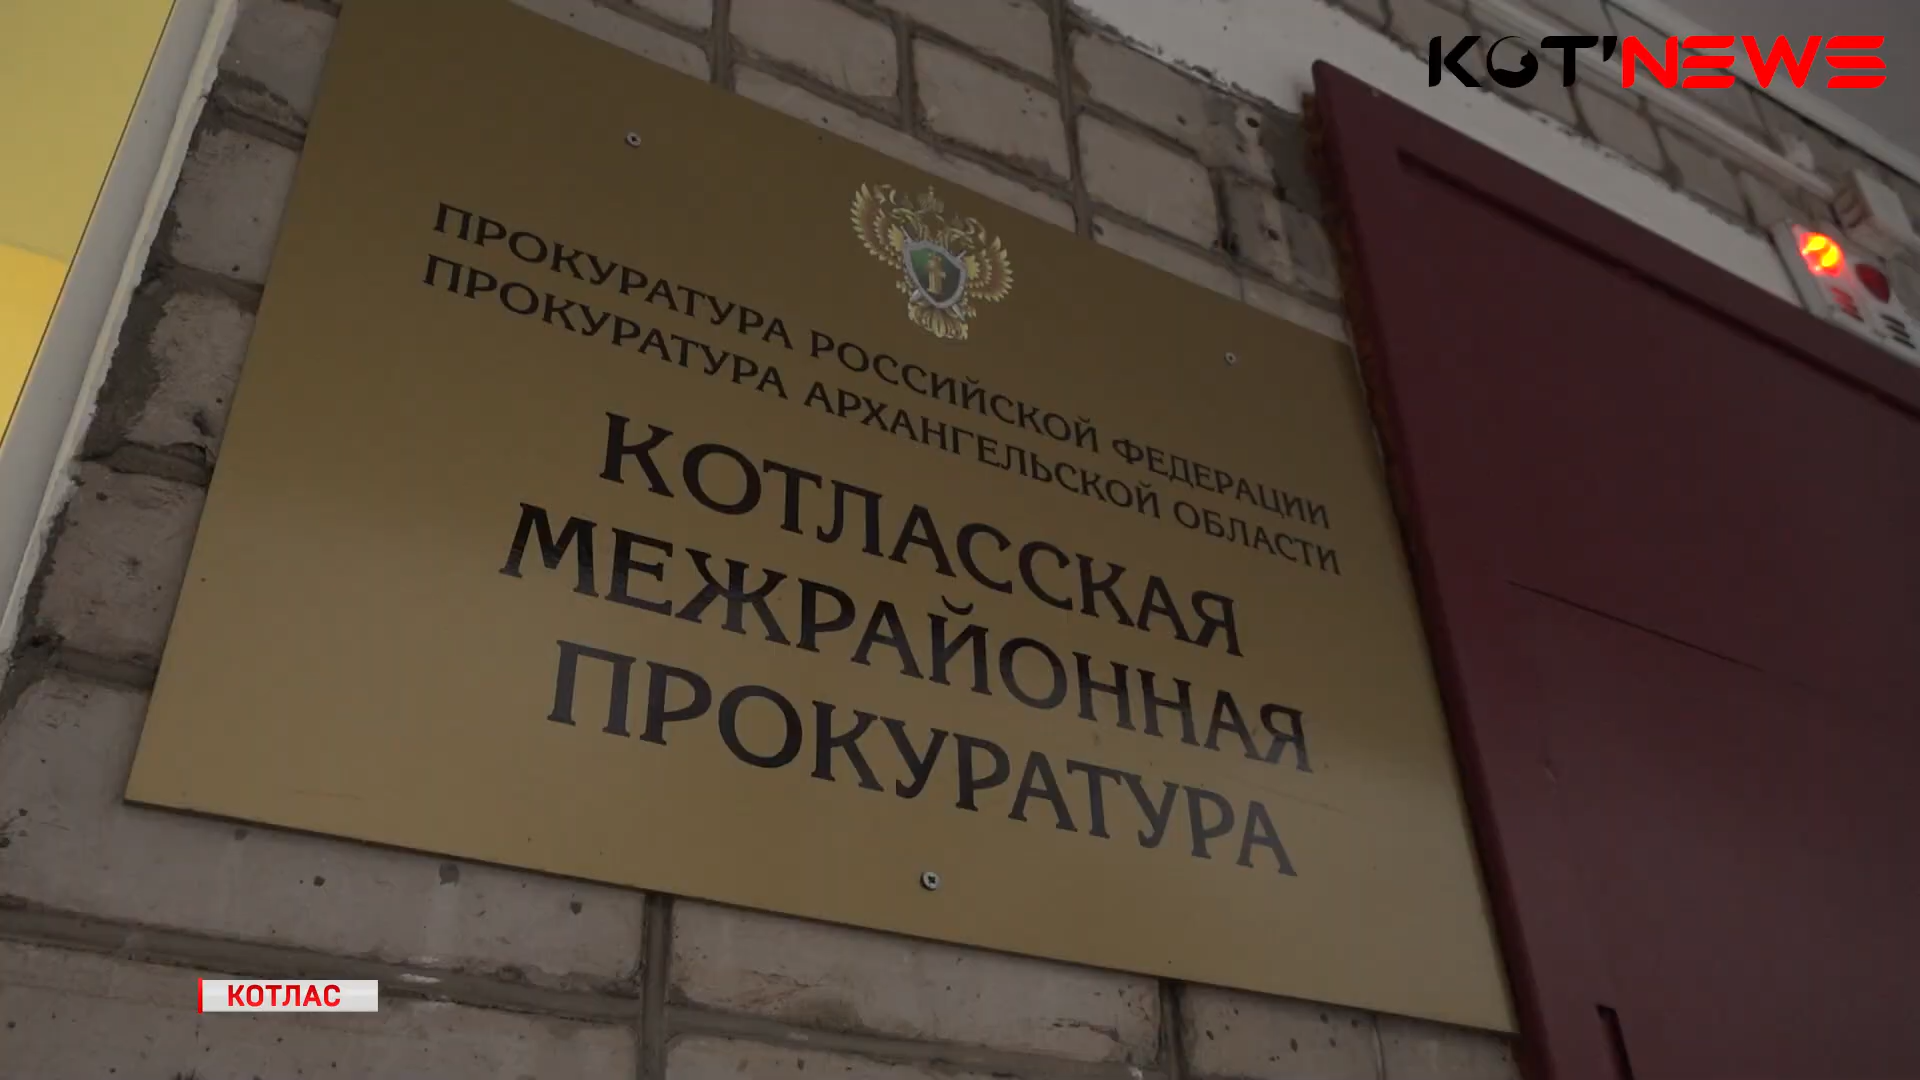 KOT'NEWS
ПРОКУРАТУРА РОССИЙСКОЙ ФЕДЕРАЦИИ
ПРОКУРАТУРА АРХАНГЕЛЬСКОЙ ОБЛАСТИ
КОТЛАССКАЯ
МЕЖРАЙОННАЯ
ПРОКУРАТУРА
КОТЛАС